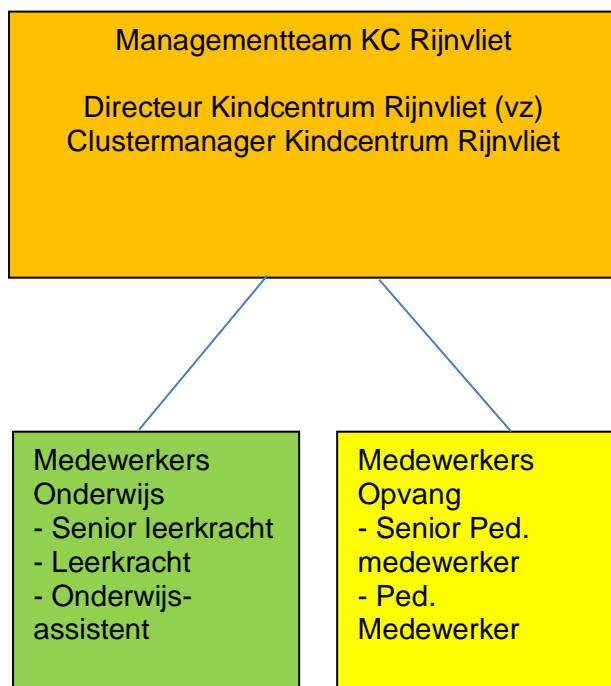 Managementteam KC Rijnvliet
Directeur Kindcentrum Rijnvliet (vz)
Clustermanager Kindcentrum Rijnvliet
Medewerkers
Onderwijs
- Senior leerkracht
- Leerkracht
- Onderwijs-
assistent
Medewerkers
Opvang
- Senior Ped.
medewerker
- Ped.
Medewerker